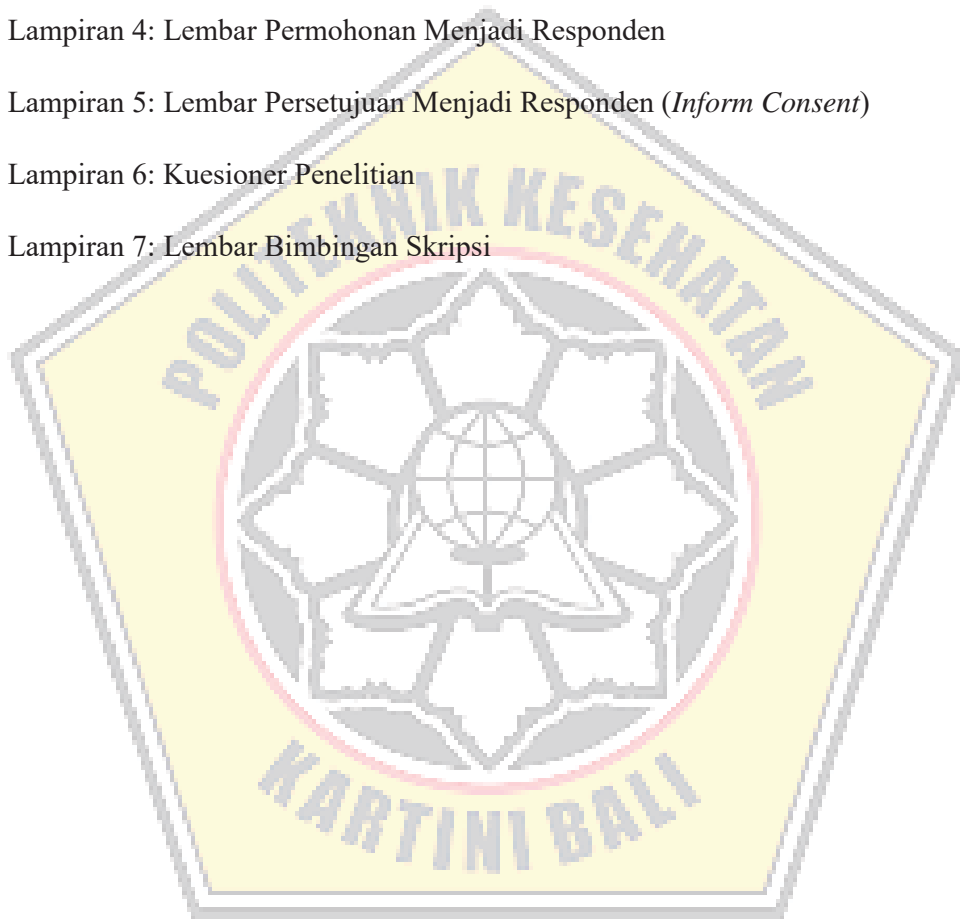 Lampiran 4: Lembar Permohonan Menjadi Responden
Lampiran 5: Lembar Persetujuan Menjadi Responden (Inform Consent)
Lampiran 6: Kuesioner Penelitian
Lampiran 7: Lembar Bimbingan Skripsi
POLITEKNIK KESEHATAN
KARTINI BALI